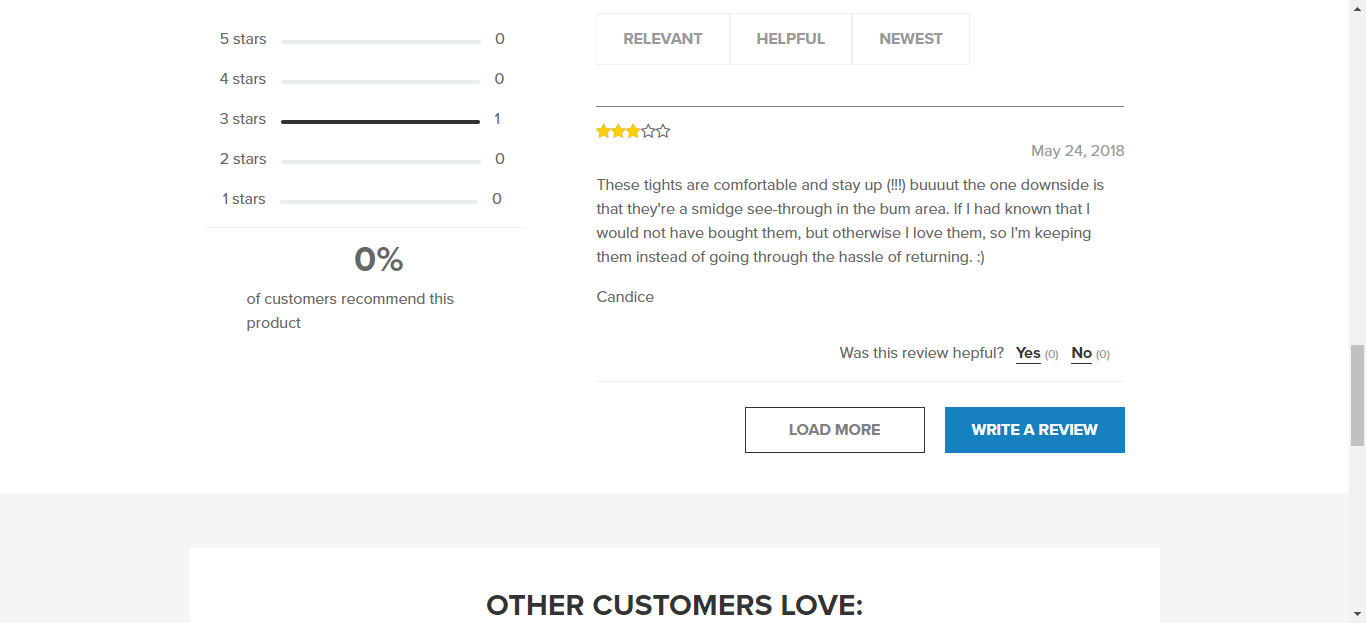 5 stars 0
4 stars 0
3 stars 1
2 stars 0
1 stars 0
0%
of customers recommend this
product
RELEVANT HELPFUL NEWEST
May 24, 2018
These tights are comfortable and stay up (!!!) buuuut the one downside is
that they're a smidge see-through in the bum area. If I had known that I
would not have bought them, but otherwise I love them, so I'm keeping
them instead of going through the hassle of returning. :)
Candice
Was this review hepful? Yes (0) No (0)
LOAD MORE WRITE A REVIEW
OTHER CUSTOMERS LOVE: